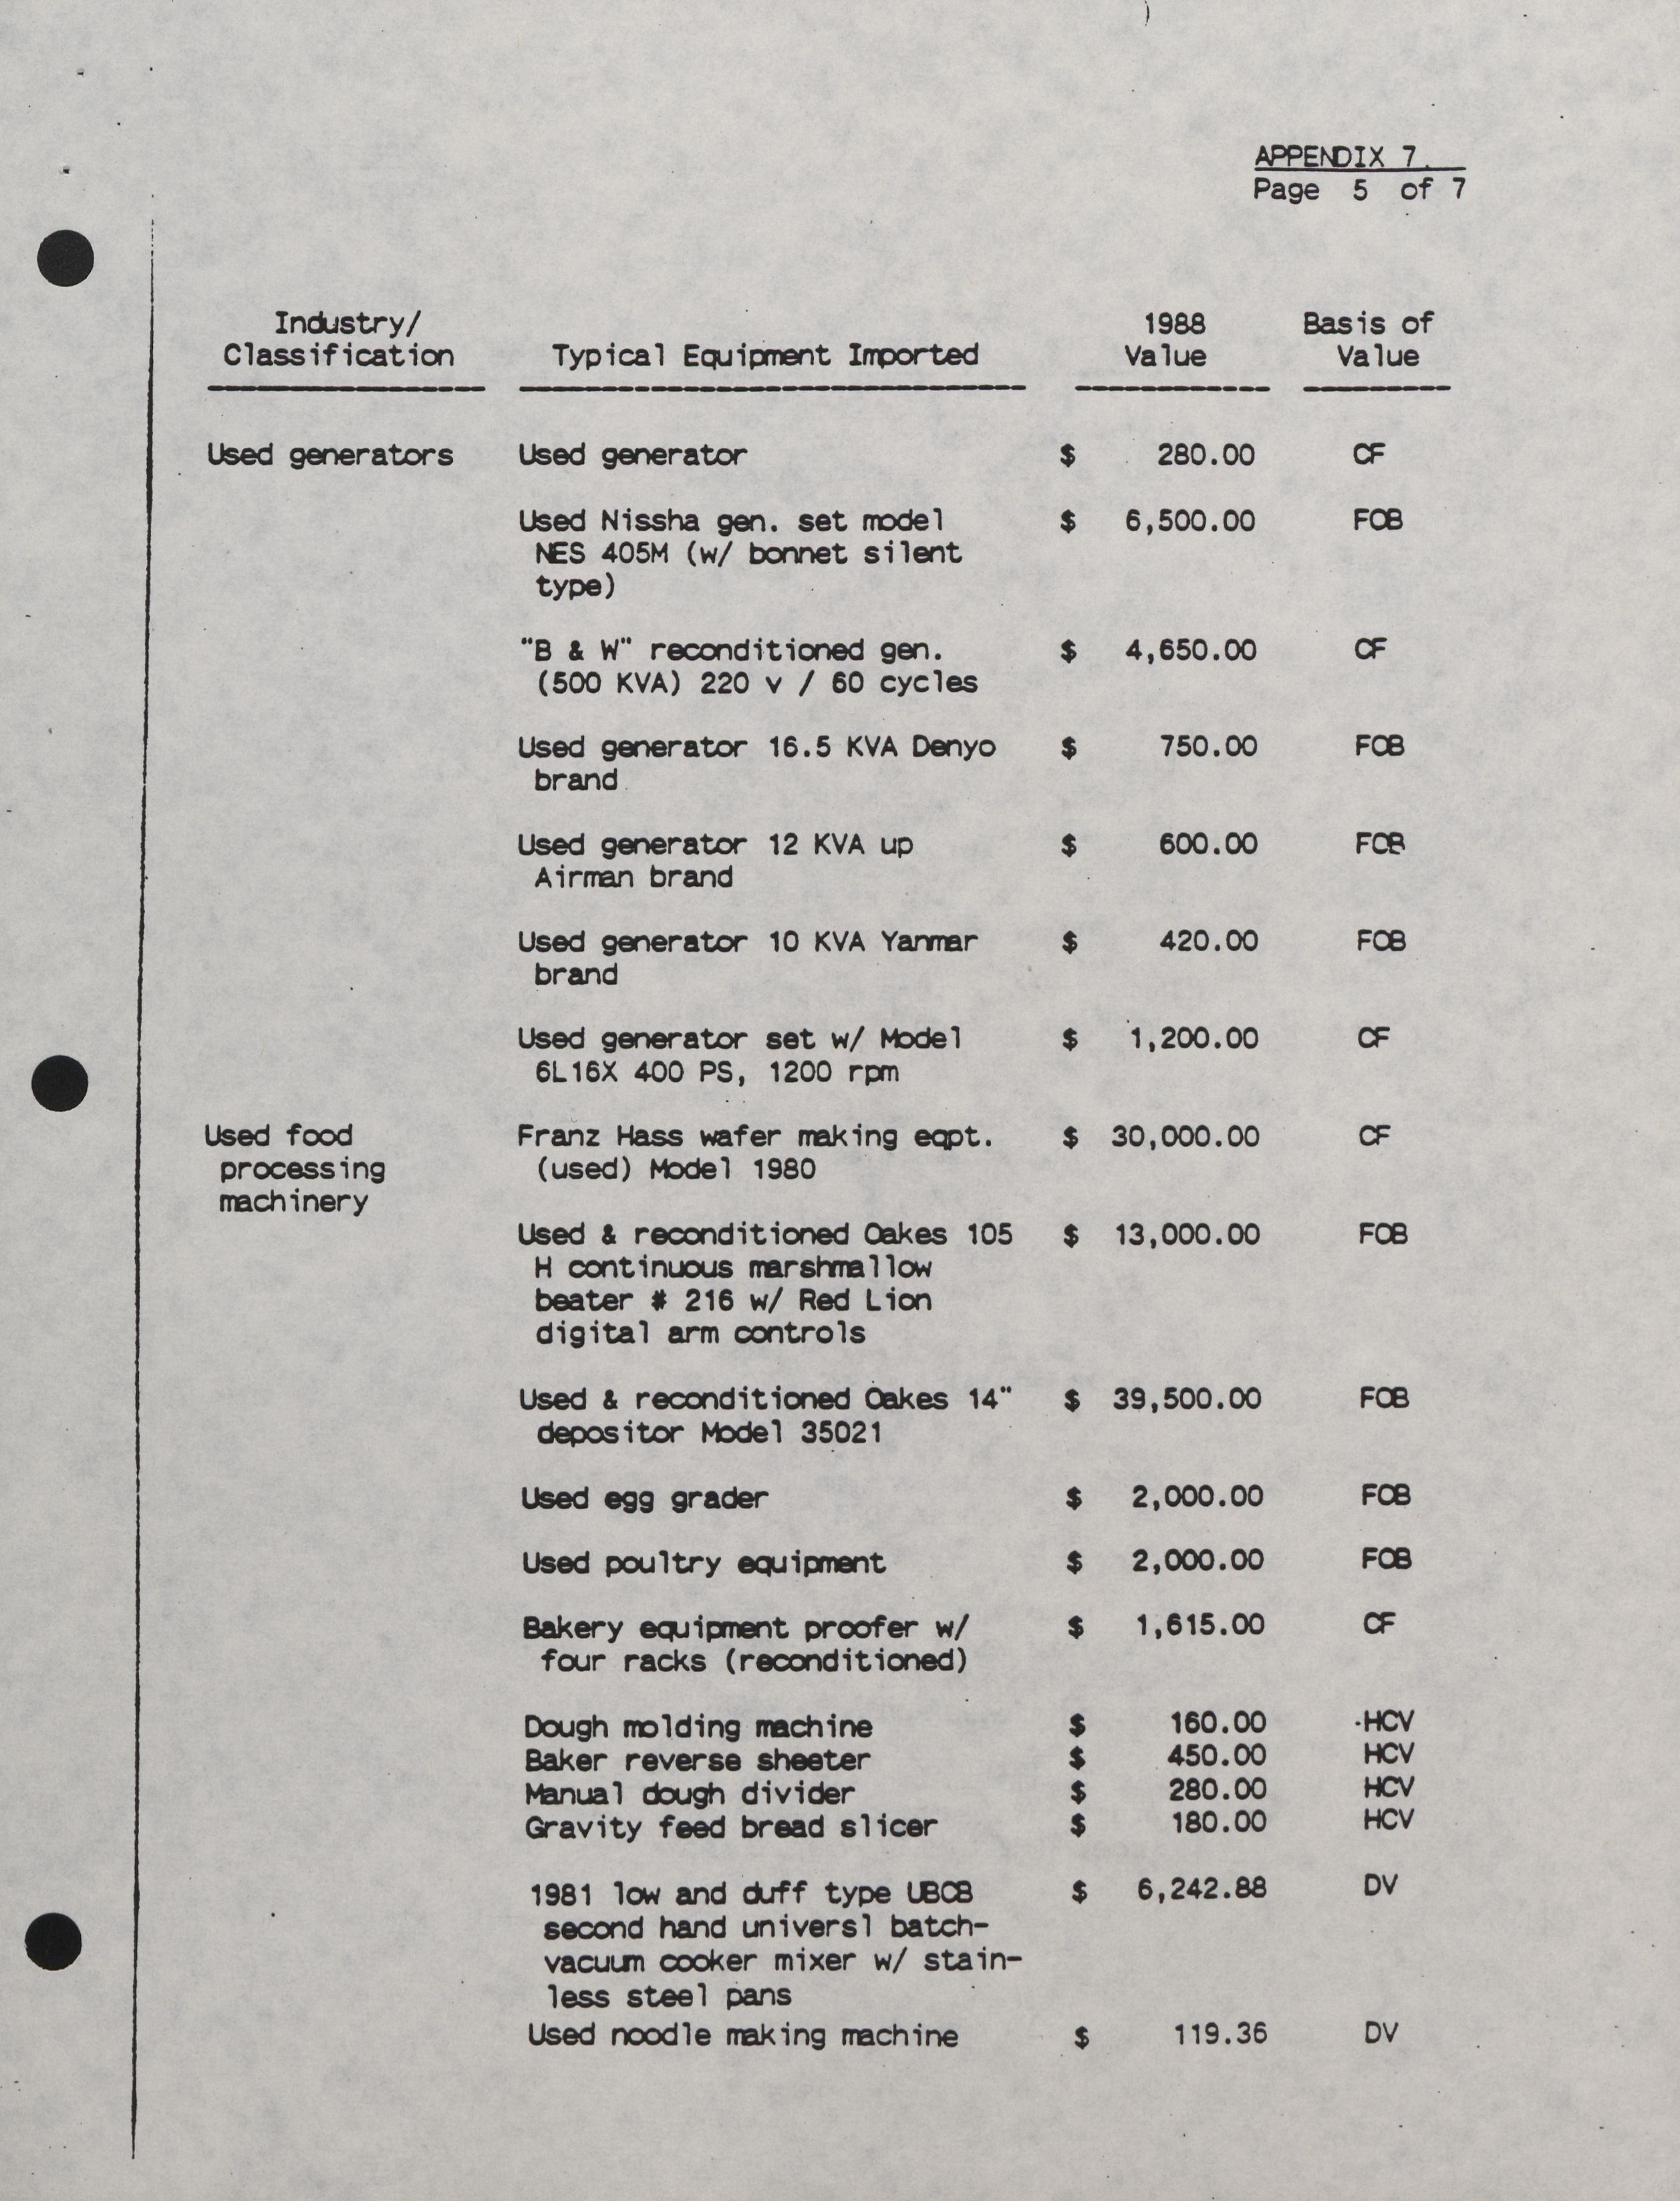 APPENDIX 7.
Page 5 of 7
Industry/ 1988 Basis of
Classification Typical Equipment Imported Value Value
Used generators Used generator $ 280.00 CF
Used Nissha gen. set model $ 6,500.00 FOB
NES 405M (w/ bonnet silent
type)
"B & W" reconditioned gen. $ 4,650.00 CF
(500 KVA) 220 v / 60 cycles
Used generator 16.5 KVA Denyo $ 750.00 FOB
brand
Used generator 12 KVA up $ 600.00 FOB
Airman brand
Used generator 10 KVA Yanmar $ 420.00 FOB
brand
Used generator set w/ Model $ 1,200.00 CF
6L16X 400 PS, 1200 rpm
Used food Franz Hass wafer making eqpt. $ 30,000.00 CF
processing (used) Model 1980
machinery
Used & reconditioned Oakes 105 $ 13,000.00 FOB
H continuous marshmallow
beater # 216 w/ Red Lion
digital arm controls
Used & reconditioned Oakes 14" $ 39,500.00 FOB
depositor Model 35021
Used egg grader $ 2,000.00 FOB
Used poultry equipment $ 2,000.00 FOB
Bakery equipment proofer w/ $ 1,615.00 CF
four racks (reconditioned)
Dough molding machine $ 160.00 HCV
Baker reverse sheeter $ 450.00 HCV
Manual dough divider $ 280.00 HCV
Gravity feed bread slicer $ 180.00 HCV
1981 low and duff type UBCB $ 6,242.88 DV
second hand universl batch-
vacuum cooker mixer w/ stain-
less steel pans
Used noodle making machine $ 119.36 DV